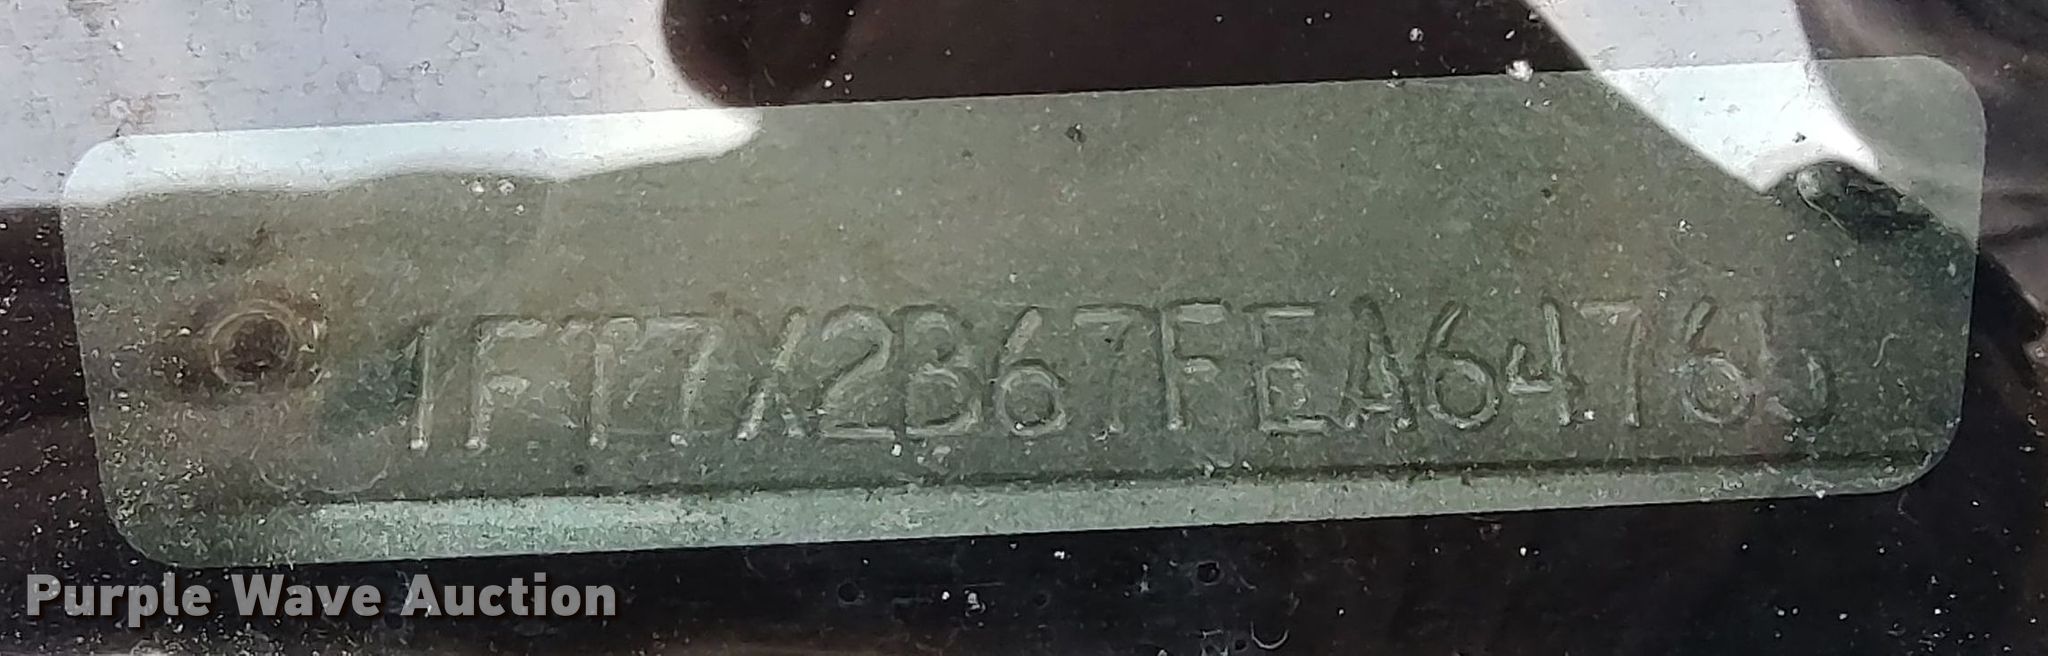 1FT7X2B67FEA64765
Purple Wave Auction